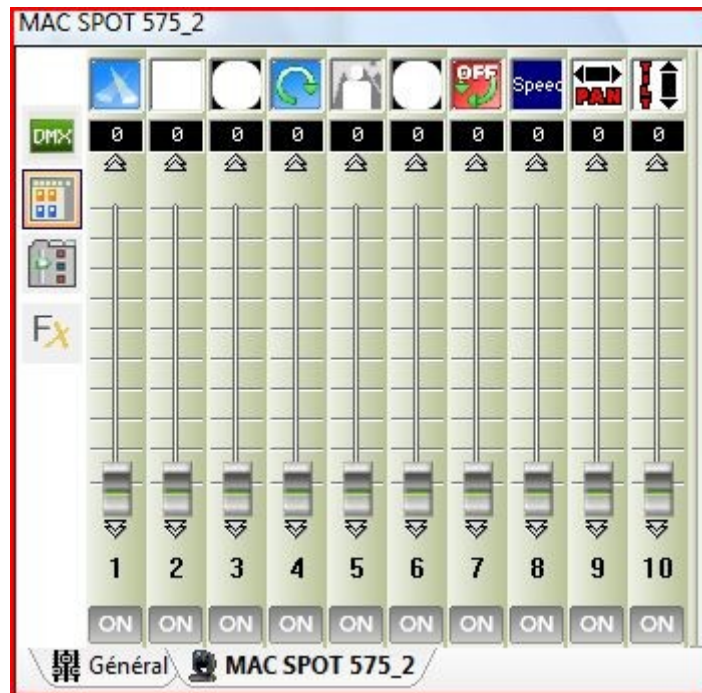 MAC SPOT 575_2
OFF Speed PAN
DMX 0 0 0 0 0 0 0 0 0 0
Fx
1 2 3 4 5 6 7 8 9 10
ON ON ON ON ON ON ON ON ON ON
Général MAC SPOT 575_2